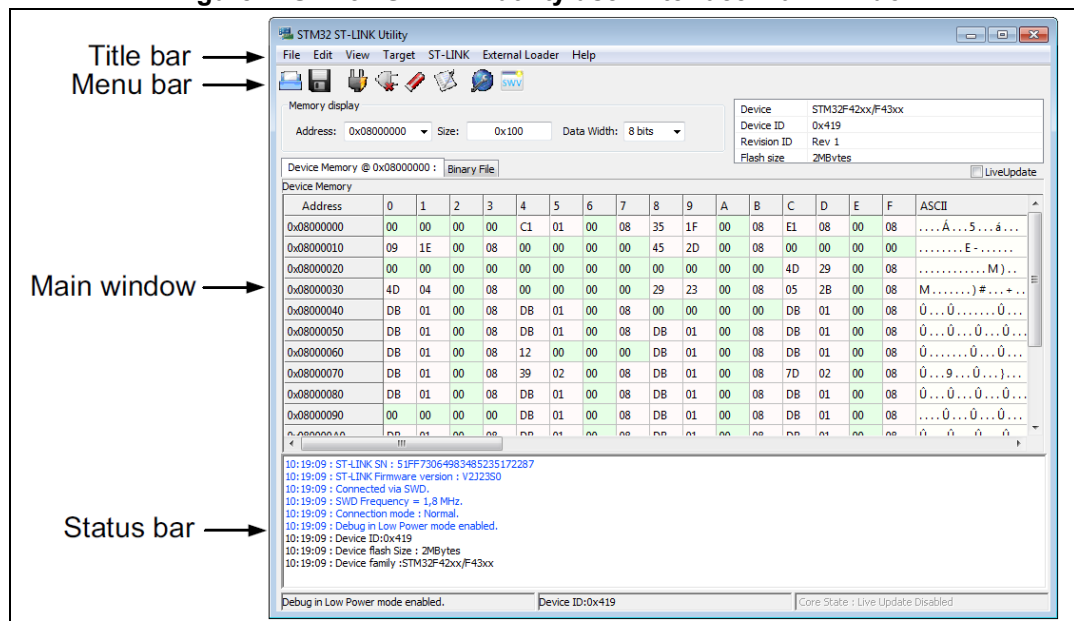 STM32 ST-LINK Utility
File Edit View Target ST-LINK External Loader Help
Title bar
Menu bar
SWV
Memory display
Address: 0x08000000 Size: 0x100 Data Width: 8 bits
Device STM32F42xx/F43xx
Device ID 0x419
Revision ID Rev 1
Flash size 2MBytes
Device Memory @ 0x08000000 : Binary File LiveUpdate
Device Memory
Address 0 1 2 3 4 5 6 7 8 9 A B C D E F ASCII
0x08000000 00 00 00 00 C1 01 00 08 35 1F 00 08 E1 08 00 08 ....Á...5...á...
0x08000010 09 1E 00 08 00 00 00 00 45 2D 00 08 00 00 00 00 ........E-......
0x08000020 00 00 00 00 00 00 00 00 00 00 00 00 4D 29 00 08 ............M)..
Main window
0x08000030 4D 04 00 08 00 00 00 00 29 23 00 08 05 2B 00 08 M.......)#...+..
0x08000040 DB 01 00 08 DB 01 00 08 00 00 00 00 DB 01 00 08 Û...Û.......Û...
0x08000050 DB 01 00 08 DB 01 00 08 DB 01 00 08 DB 01 00 08 Û...Û...Û...Û...
0x08000060 DB 01 00 08 12 00 00 00 DB 01 00 08 DB 01 00 08 Û.......Û...Û...
0x08000070 DB 01 00 08 39 02 00 08 DB 01 00 08 7D 02 00 08 Û...9...Û...}...
0x08000080 DB 01 00 08 DB 01 00 08 DB 01 00 08 DB 01 00 08 Û...Û...Û...Û...
0x08000090 00 00 00 00 DB 01 00 08 DB 01 00 08 DB 01 00 08 ....Û...Û...Û...
10:19:09 : ST-LINK SN : 51FF73064983485235172287
10:19:09 : ST-LINK Firmware version : V2J23S0
10:19:09 : Connected via SWD.
10:19:09 : SWD Frequency = 1,8 MHz.
10:19:09 : Connection mode : Normal.
10:19:09 : Debug in Low Power mode enabled.
Status bar
10:19:09 : Device ID:0x419
10:19:09 : Device flash Size : 2MBytes
10:19:09 : Device family :STM32F42xx/F43xx
Debug in Low Power mode enabled. Device ID:0x419 Core State : Live Update Disabled